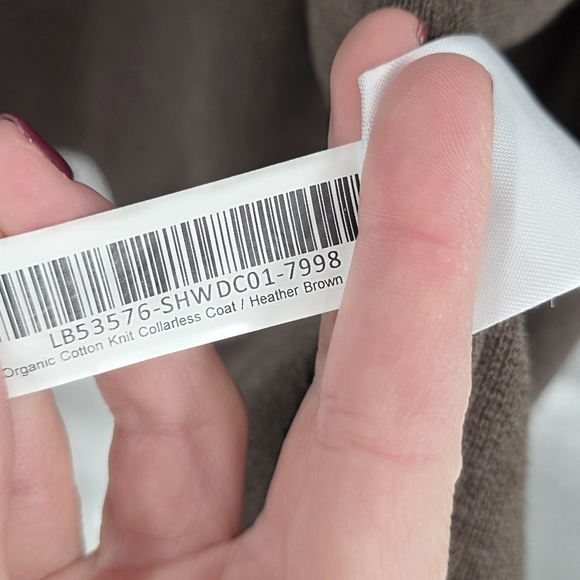 LB53576-SHWDC01-7998
Organic Cotton Knit Collarless Coat / Heather Brown